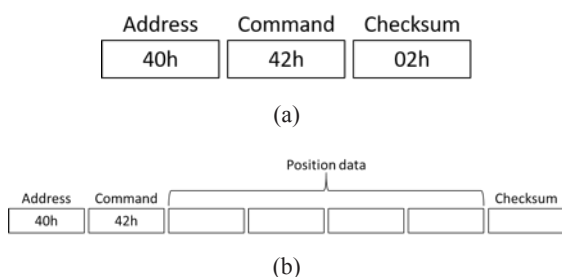 Address Command Checksum
40h 42h 02h
(a)
Position data
Address Command Checksum
40h 42h
(b)